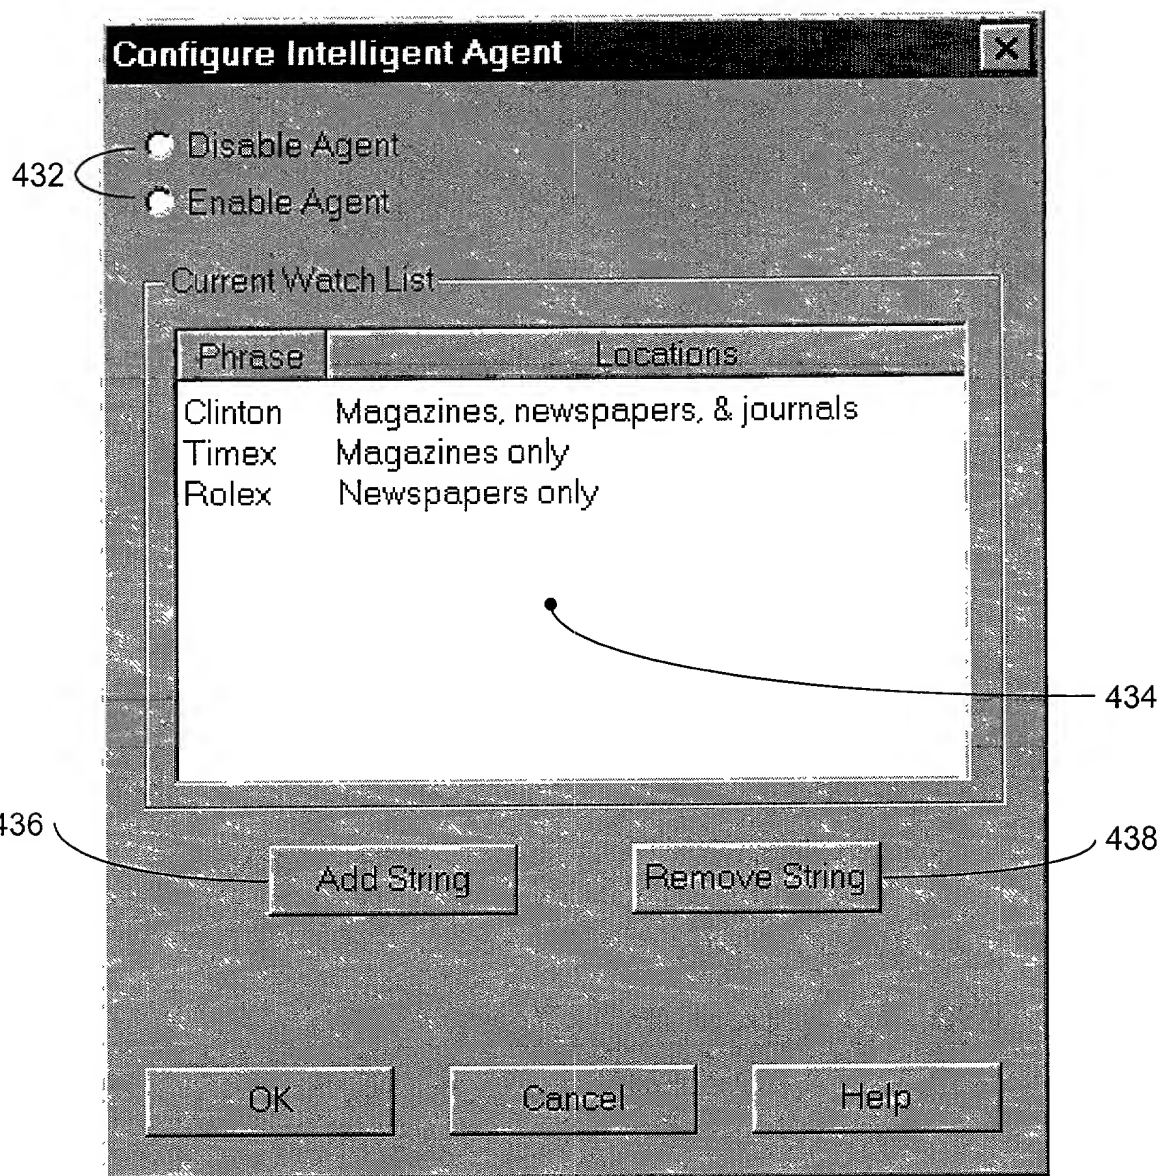 Configure Intelligent Agent
Disable Agent
432
Enable Agent
Current Watch List
Phrase Locations
Clinton Magazines, newspapers, & journals
Timex Magazines only
Rolex Newspapers only
434
436
438
Add String Remove String
OK Cancel Help